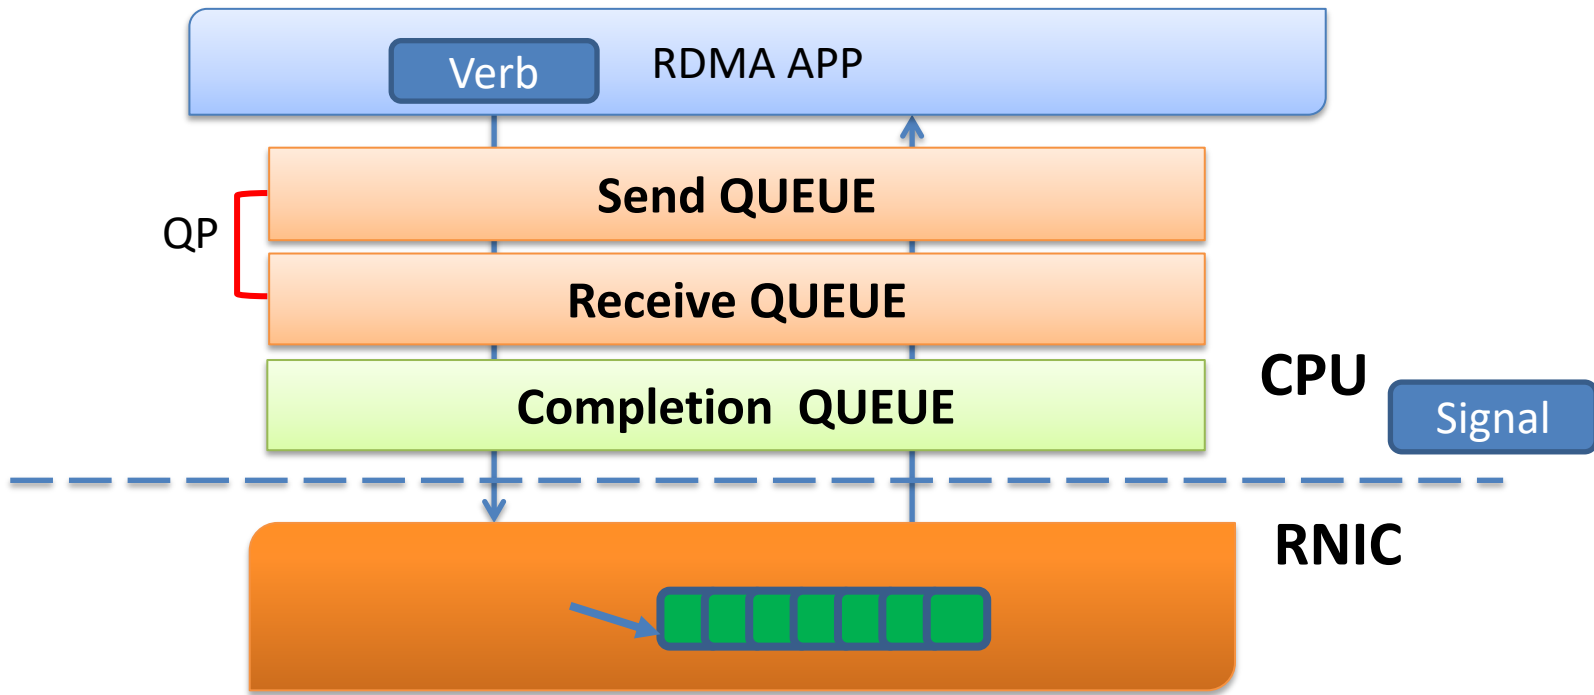 Verb
RDMA APP
Send QUEUE
QP
Receive QUEUE
Completion  QUEUE
CPU
Signal
RNIC